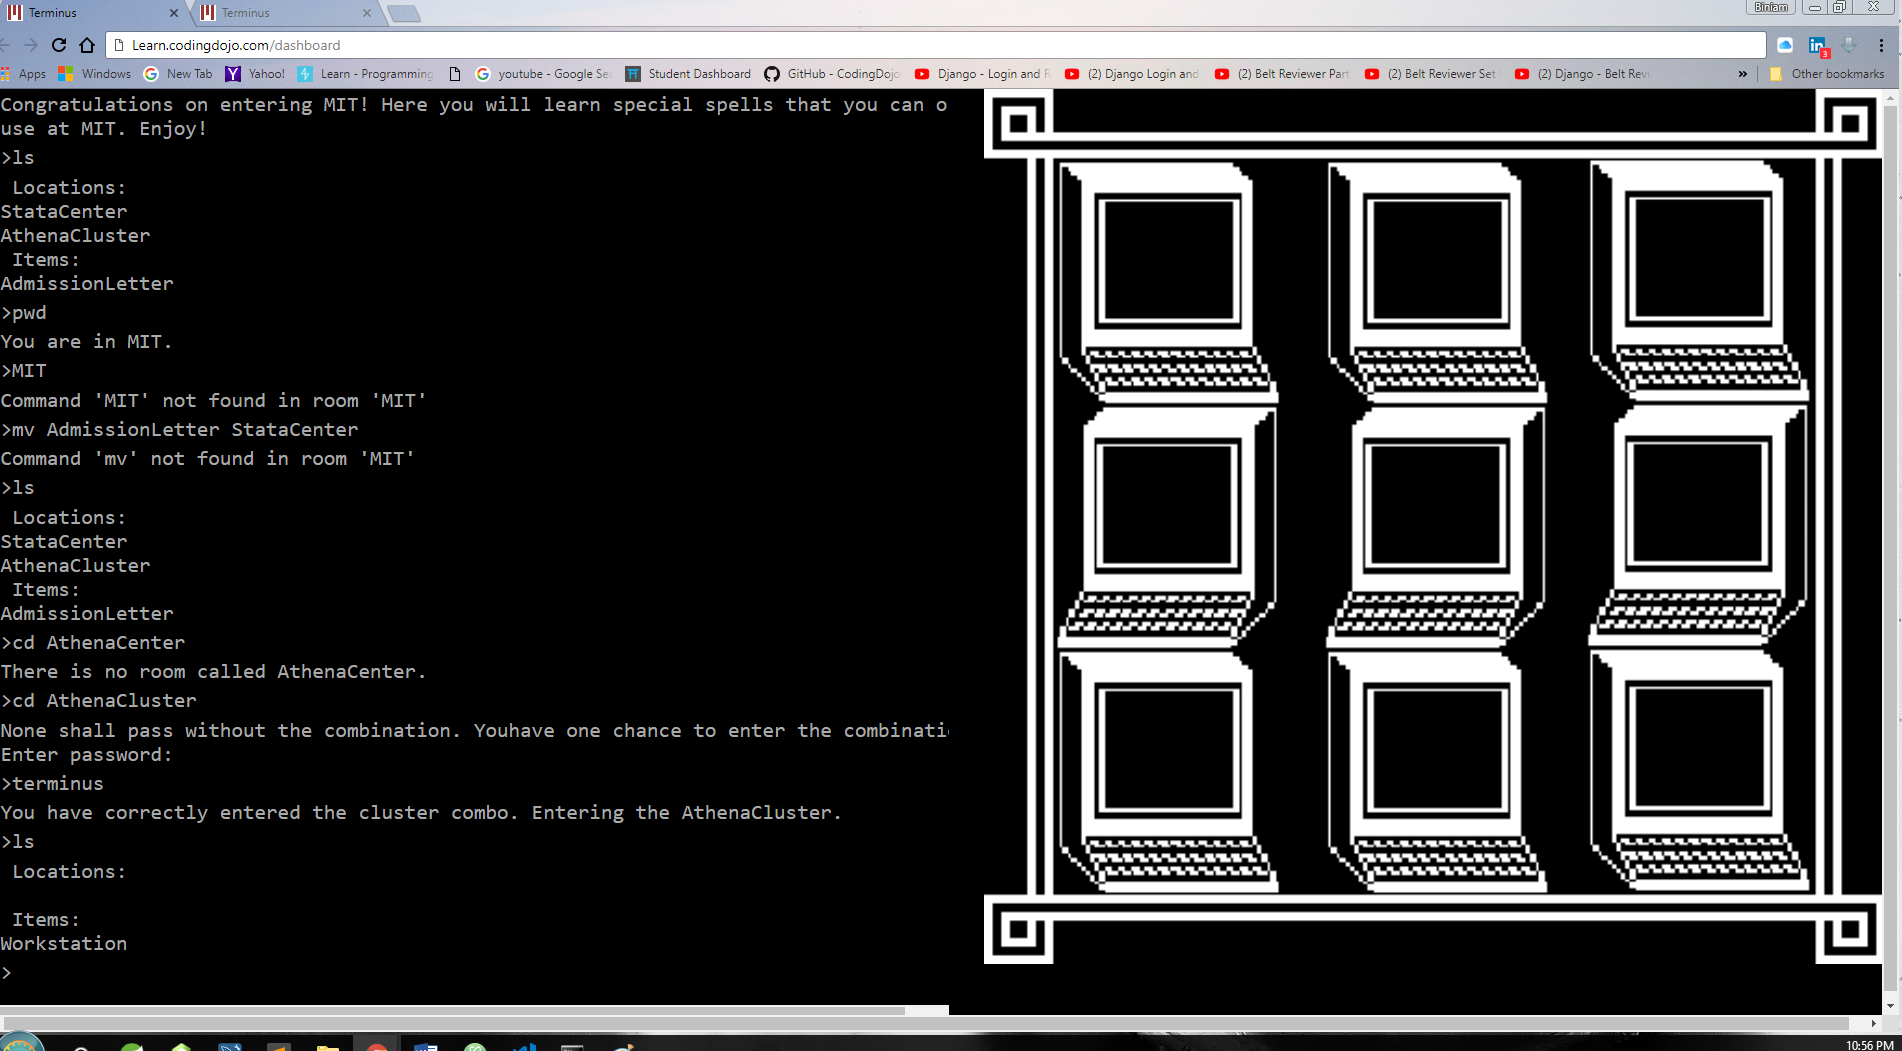 Terminus
Terminus
Biniam
Learn.codingdojo.com/dashboard
3
Apps
Windows
New Tab
Yahoo!
Learn - Programming
youtube - Google Se
Student Dashboard
GitHub - CodingDojo
Django - Login and R
(2) Django Login and
(2) Belt Reviewer Part
(2) Belt Reviewer Set
(2) Django - Belt Revi
»
Other bookmarks
Congratulations on entering MIT! Here you will learn special spells that you can o
use at MIT. Enjoy!
>ls
Locations:
StataCenter
AthenaCluster
Items:
AdmissionLetter
>pwd
You are in MIT.
>MIT
Command 'MIT' not found in room 'MIT'
>mv AdmissionLetter StataCenter
Command 'mv' not found in room 'MIT'
>ls
Locations:
StataCenter
AthenaCluster
Items:
AdmissionLetter
>cd AthenaCenter
There is no room called AthenaCenter.
>cd AthenaCluster
None shall pass without the combination. Youhave one chance to enter the combinati
Enter password:
>terminus
You have correctly entered the cluster combo. Entering the AthenaCluster.
>ls
Locations:
Items:
Workstation
>
10:56 PM